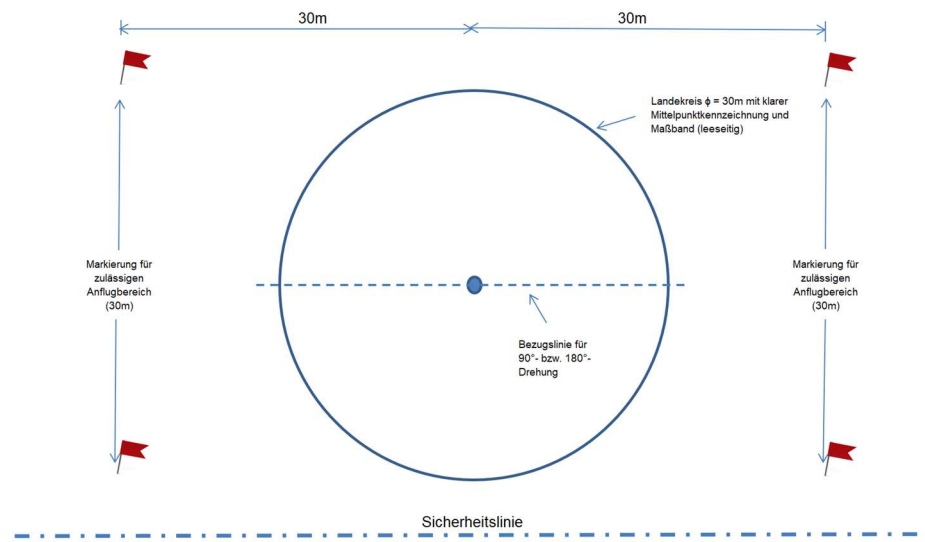 30m
30m
Landekreis ϕ = 30m mit klarer
Mittelpunktkennzeichnung und
Maßband (leeseitig)
Markierung für
zulässigen
Anflugbereich
(30m)
Markierung für
zulässigen
Anflugbereich
(30m)
Bezugslinie für
90°- bzw. 180°-
Drehung
Sicherheitslinie